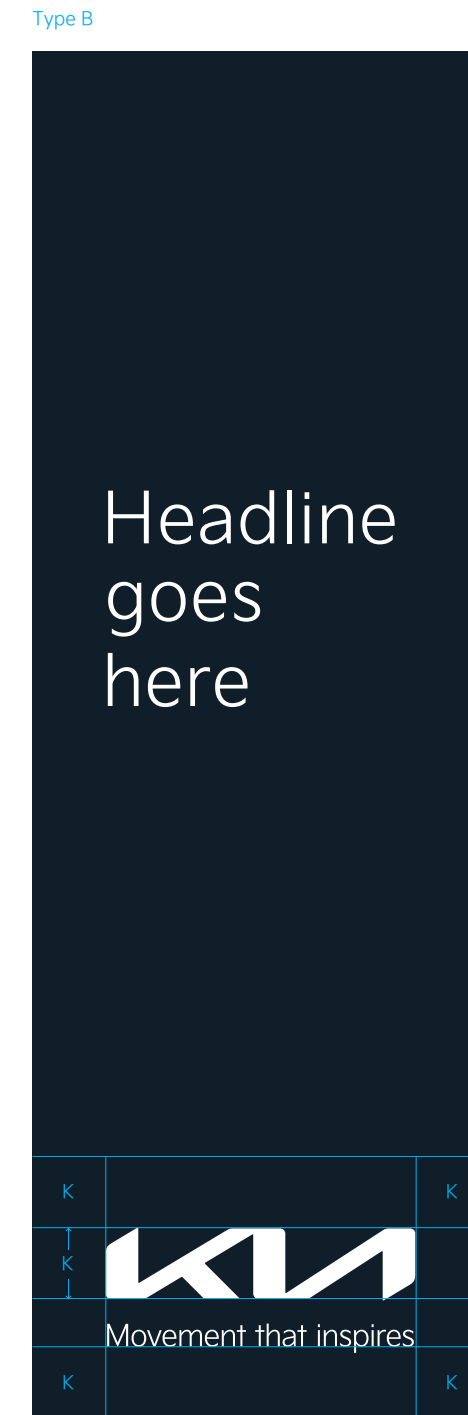 Type B
Headline
goes
here
K K
K
KIA
Movement that inspires
K K